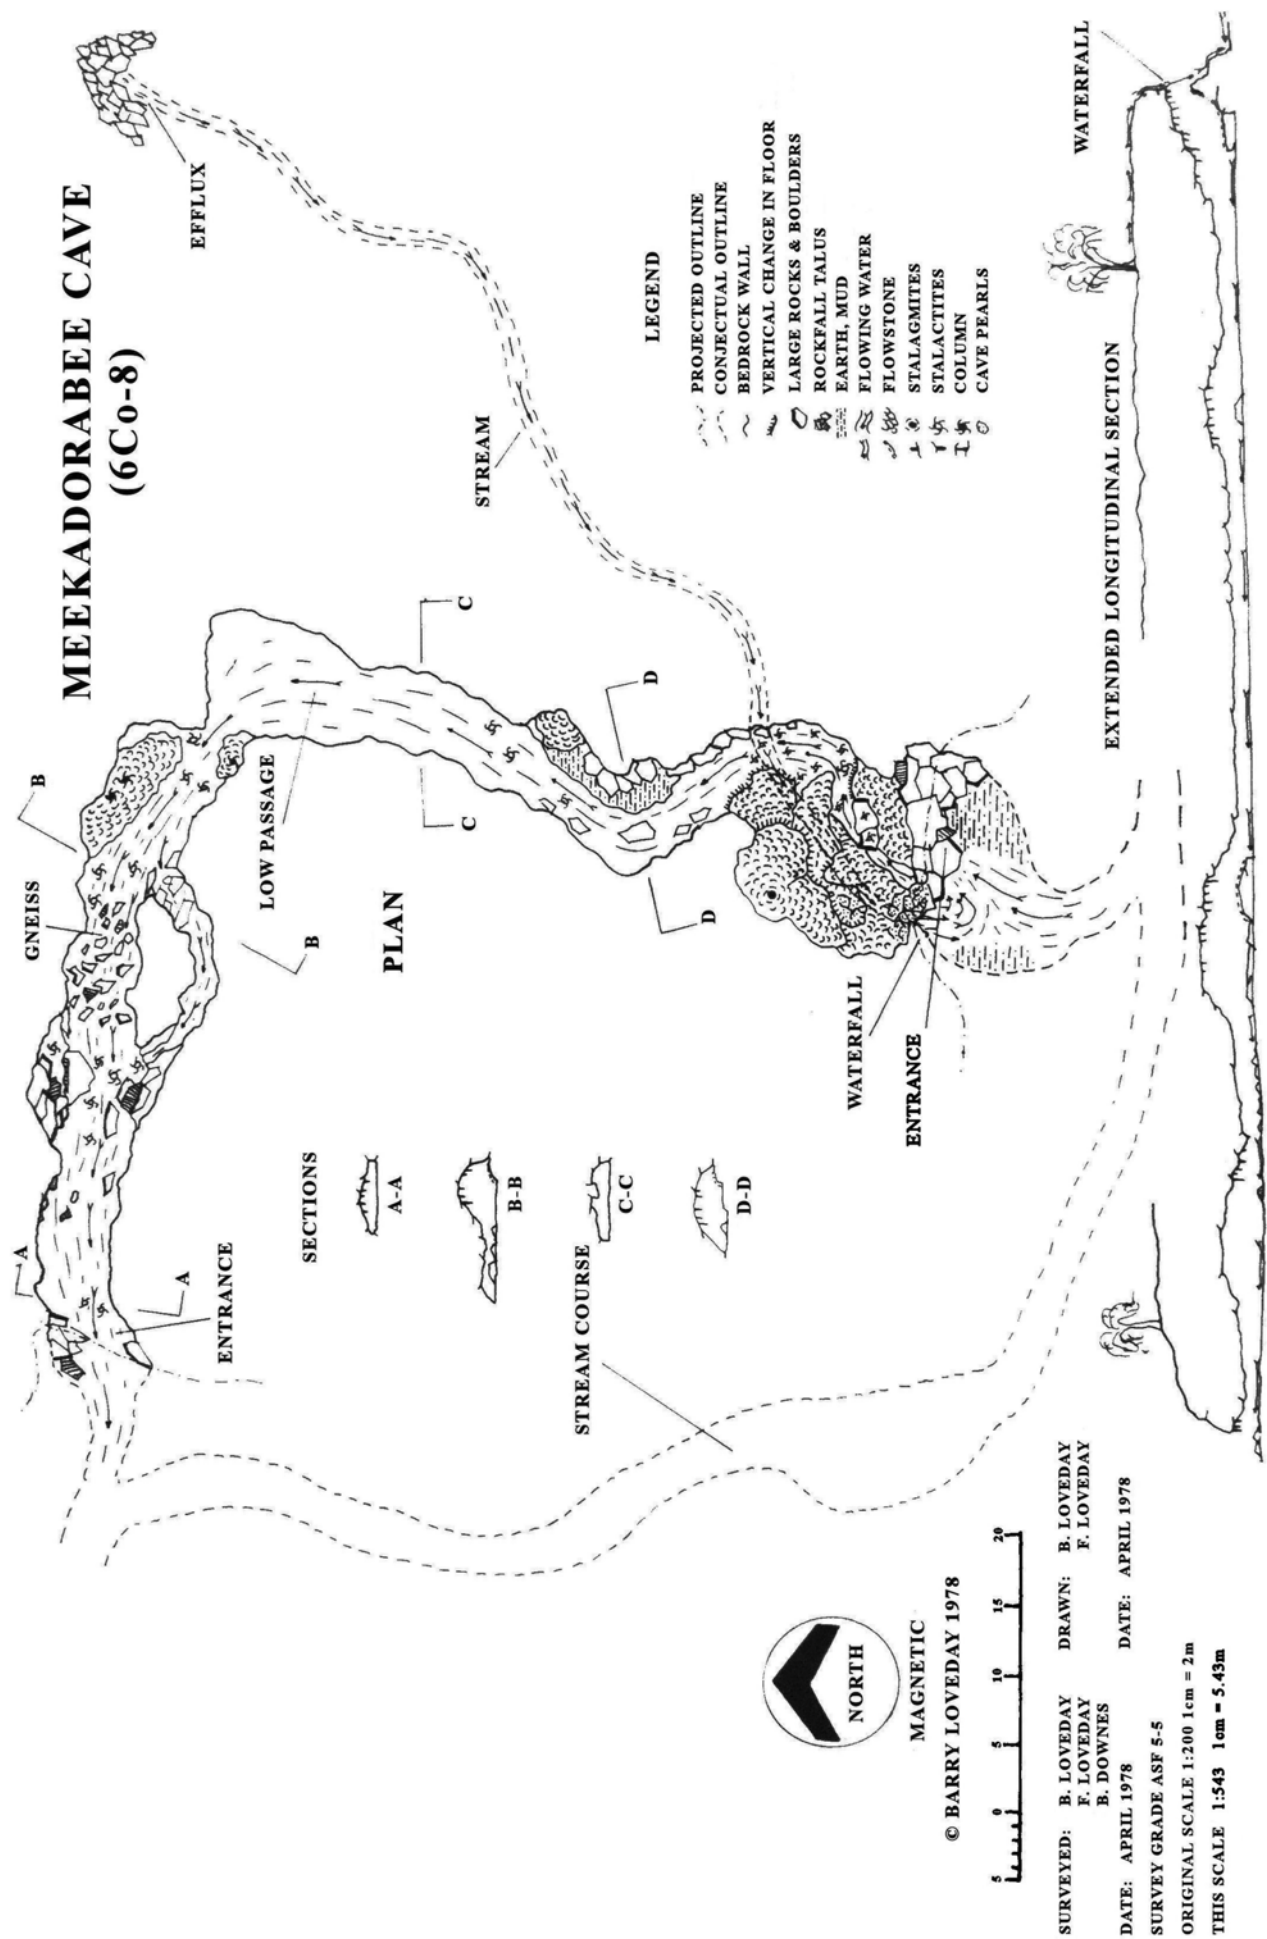 MEEKADORABEE CAVE
(6Co-8)
EFFLUX
STREAM
LEGEND
PROJECTED OUTLINE
CONJECTUAL OUTLINE
BEDROCK WALL
VERTICAL CHANGE IN FLOOR
LARGE ROCKS & BOULDERS
ROCKFALL TALUS
EARTH, MUD
FLOWING WATER
FLOWSTONE
STALAGMITES
STALACTITES
COLUMN
CAVE PEARLS
WATERFALL
EXTENDED LONGITUDINAL SECTION
B
GNEISS
LOW PASSAGE
B
C
C
D
D
PLAN
WATERFALL
ENTRANCE
A
A
ENTRANCE
SECTIONS
A-A
B-B
C-C
D-D
STREAM COURSE
NORTH
MAGNETIC
© BARRY LOVEDAY 1978
5 0 5 10 15 20
SURVEYED: B. LOVEDAY DRAWN: B. LOVEDAY
F. LOVEDAY F. LOVEDAY
B. DOWNES
DATE: APRIL 1978 DATE: APRIL 1978
SURVEY GRADE ASF 5-5
ORIGINAL SCALE 1:200 1cm = 2m
THIS SCALE 1:543 1cm = 5.43m